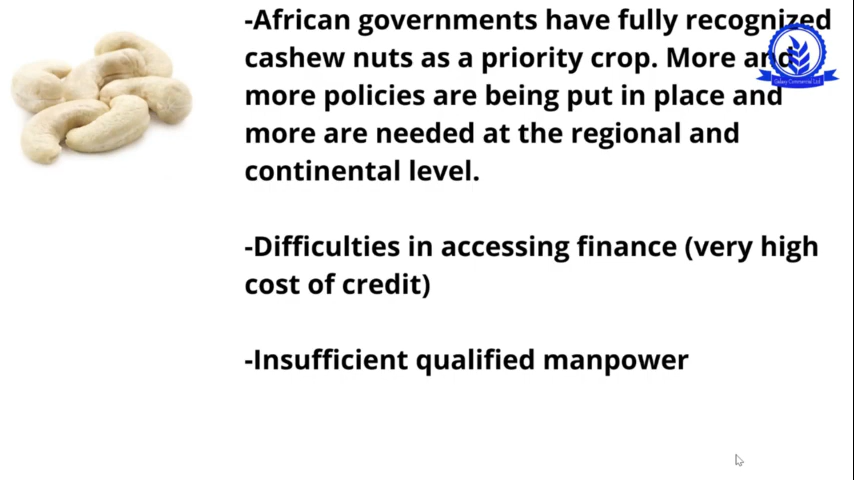 -African governments have fully recognized
cashew nuts as a priority crop. More and
more policies are being put in place and
more are needed at the regional and
continental level.
-Difficulties in accessing finance (very high
cost of credit)
-Insufficient qualified manpower